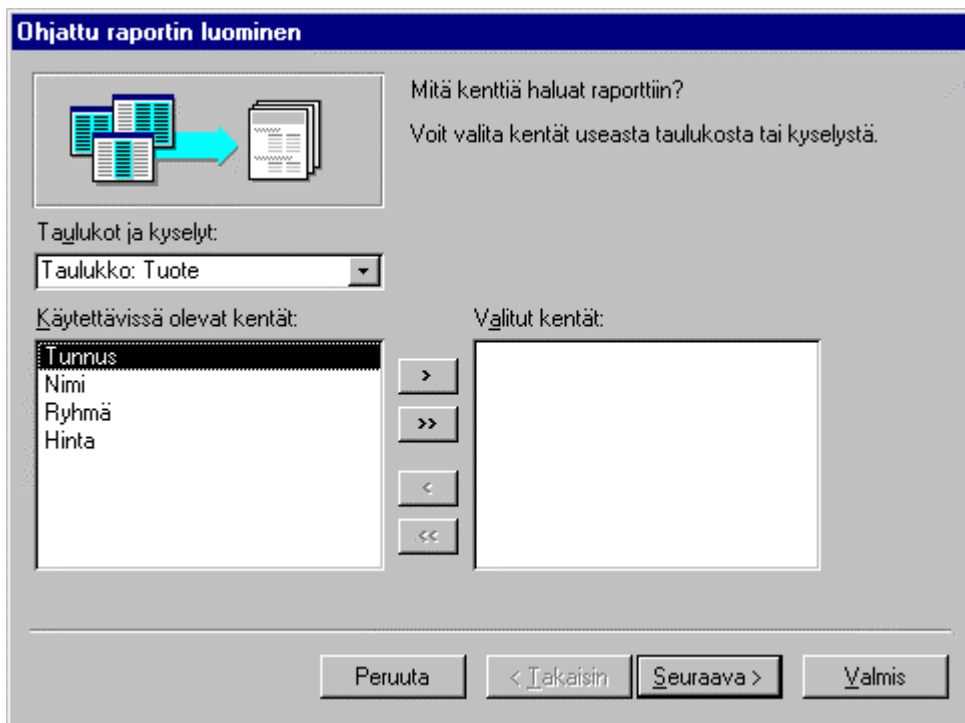 Ohjattu raportin luominen
Mitä kenttiä haluat raporttiin?
Voit valita kentät useasta taulukosta tai kyselystä.
Taulukot ja kyselyt:
Taulukko: Tuote
Käytettävissä olevat kentät:
Valitut kentät:
Tunnus
Nimi
Ryhmä
Hinta
>
>>
<
<<
Peruuta
< Takaisin
Seuraava >
Valmis